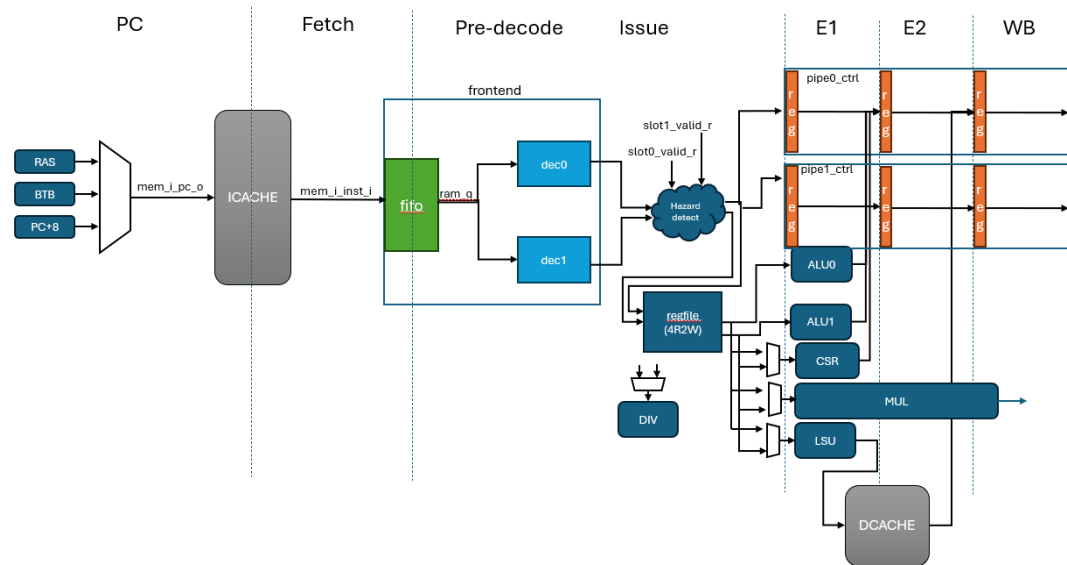 PC
Fetch
Pre-decode
Issue
E1
E2
WB
frontend
pipe0_ctrl
slot1_valid_r
slot0_valid_r
RAS
BTB
PC+8
mem_i_pc_o
ICACHE
mem_i_inst_i
fifo
ram_q
dec0
dec1
Hazard
detect
reg
reg
reg
pipe1_ctrl
reg
reg
reg
ALU0
regfile
(4R2W)
ALU1
CSR
DIV
MUL
LSU
DCACHE